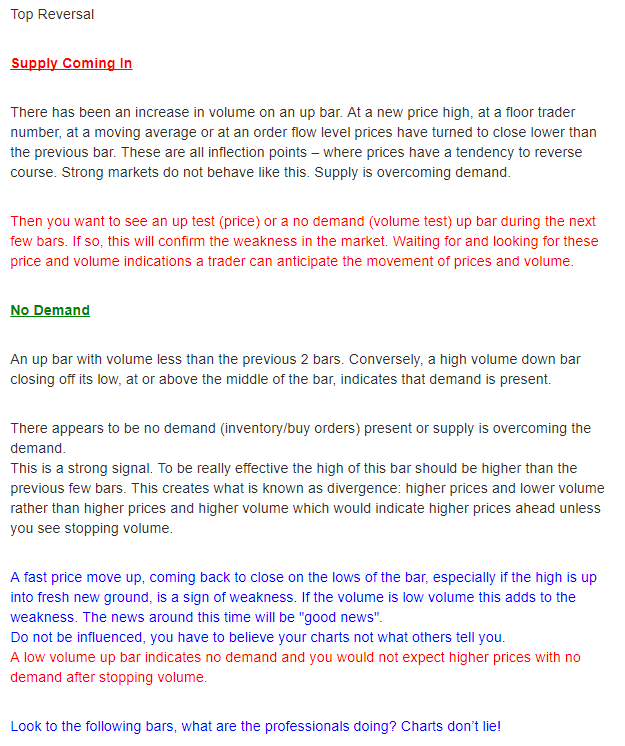 Top Reversal
Supply Coming In
There has been an increase in volume on an up bar. At a new price high, at a floor trader
number, at a moving average or at an order flow level prices have turned to close lower than
the previous bar. These are all inflection points – where prices have a tendency to reverse
course. Strong markets do not behave like this. Supply is overcoming demand.
Then you want to see an up test (price) or a no demand (volume test) up bar during the next
few bars. If so, this will confirm the weakness in the market. Waiting for and looking for these
price and volume indications a trader can anticipate the movement of prices and volume.
No Demand
An up bar with volume less than the previous 2 bars. Conversely, a high volume down bar
closing off its low, at or above the middle of the bar, indicates that demand is present.
There appears to be no demand (inventory/buy orders) present or supply is overcoming the
demand.
This is a strong signal. To be really effective the high of this bar should be higher than the
previous few bars. This creates what is known as divergence: higher prices and lower volume
rather than higher prices and higher volume which would indicate higher prices ahead unless
you see stopping volume.
A fast price move up, coming back to close on the lows of the bar, especially if the high is up
into fresh new ground, is a sign of weakness. If the volume is low volume this adds to the
weakness. The news around this time will be "good news".
Do not be influenced, you have to believe your charts not what others tell you.
A low volume up bar indicates no demand and you would not expect higher prices with no
demand after stopping volume.
Look to the following bars, what are the professionals doing? Charts don’t lie!